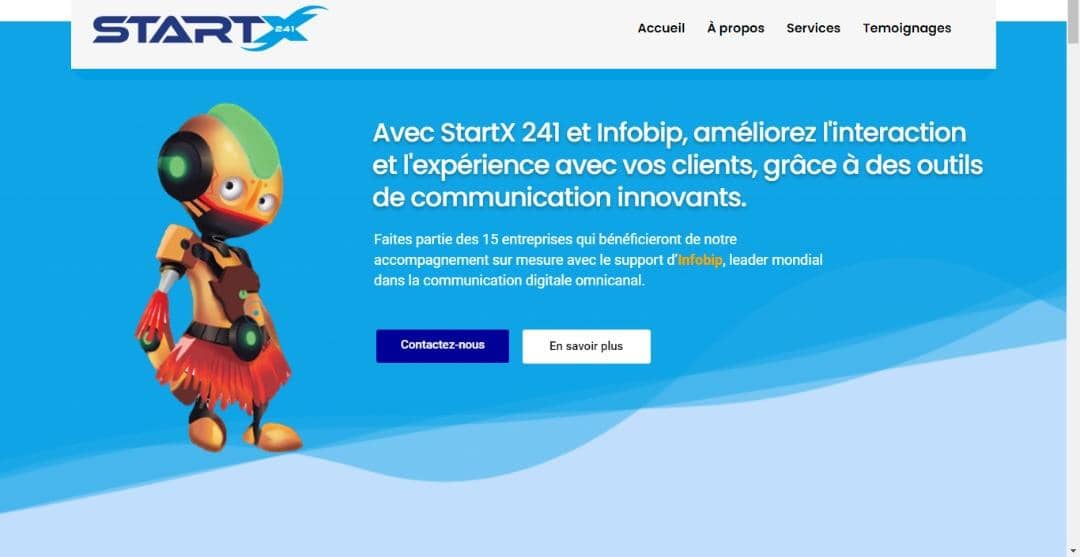 STARTX 241
Accueil À propos Services Temoignages
Avec StartX 241 et Infobip, améliorez l'interaction
et l'expérience avec vos clients, grâce à des outils
de communication innovants.
Faites partie des 15 entreprises qui bénéficieront de notre
accompagnement sur mesure avec le support d'Infobip, leader mondial
dans la communication digitale omnicanal.
Contactez-nous En savoir plus